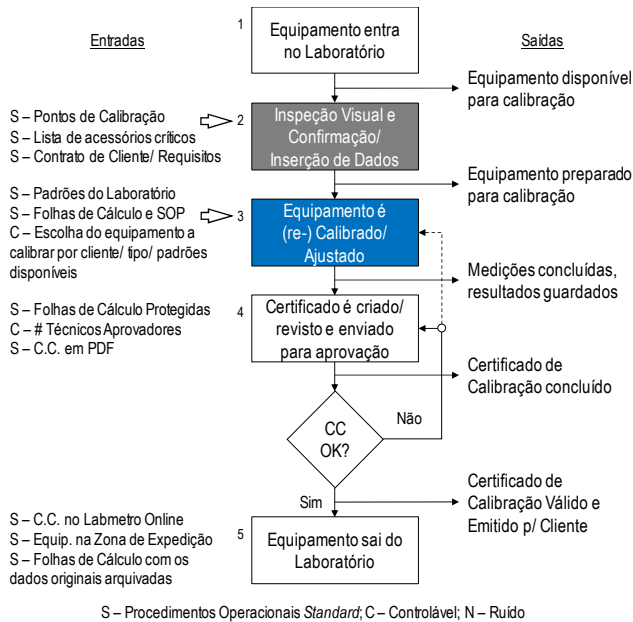 Entradas
Saídas
1
Equipamento entra
no Laboratório
Equipamento disponível
para calibração
S – Pontos de Calibração
S – Lista de acessórios críticos
S – Contrato de Cliente/ Requisitos
2
Inspeção Visual e
Confirmação/
Inserção de Dados
Equipamento preparado
para calibração
S – Padrões do Laboratório
S – Folhas de Cálculo e SOP
C – Escolha do equipamento a
calibrar por cliente/ tipo/ padrões
disponíveis
3
Equipamento é
(re-) Calibrado/
Ajustado
Medições concluídas,
resultados guardados
S – Folhas de Cálculo Protegidas
C – # Técnicos Aprovadores
S – C.C. em PDF
4
Certificado é criado/
revisto e enviado
para aprovação
Certificado de
Calibração concluído
CC
OK?
Não
Sim
Certificado de
Calibração Válido e
Emitido p/ Cliente
S – C.C. no Labmetro Online
S – Equip. na Zona de Expedição
S – Folhas de Cálculo com os
dados originais arquivadas
5
Equipamento sai do
Laboratório
S – Procedimentos Operacionais Standard; C – Controlável; N – Ruído